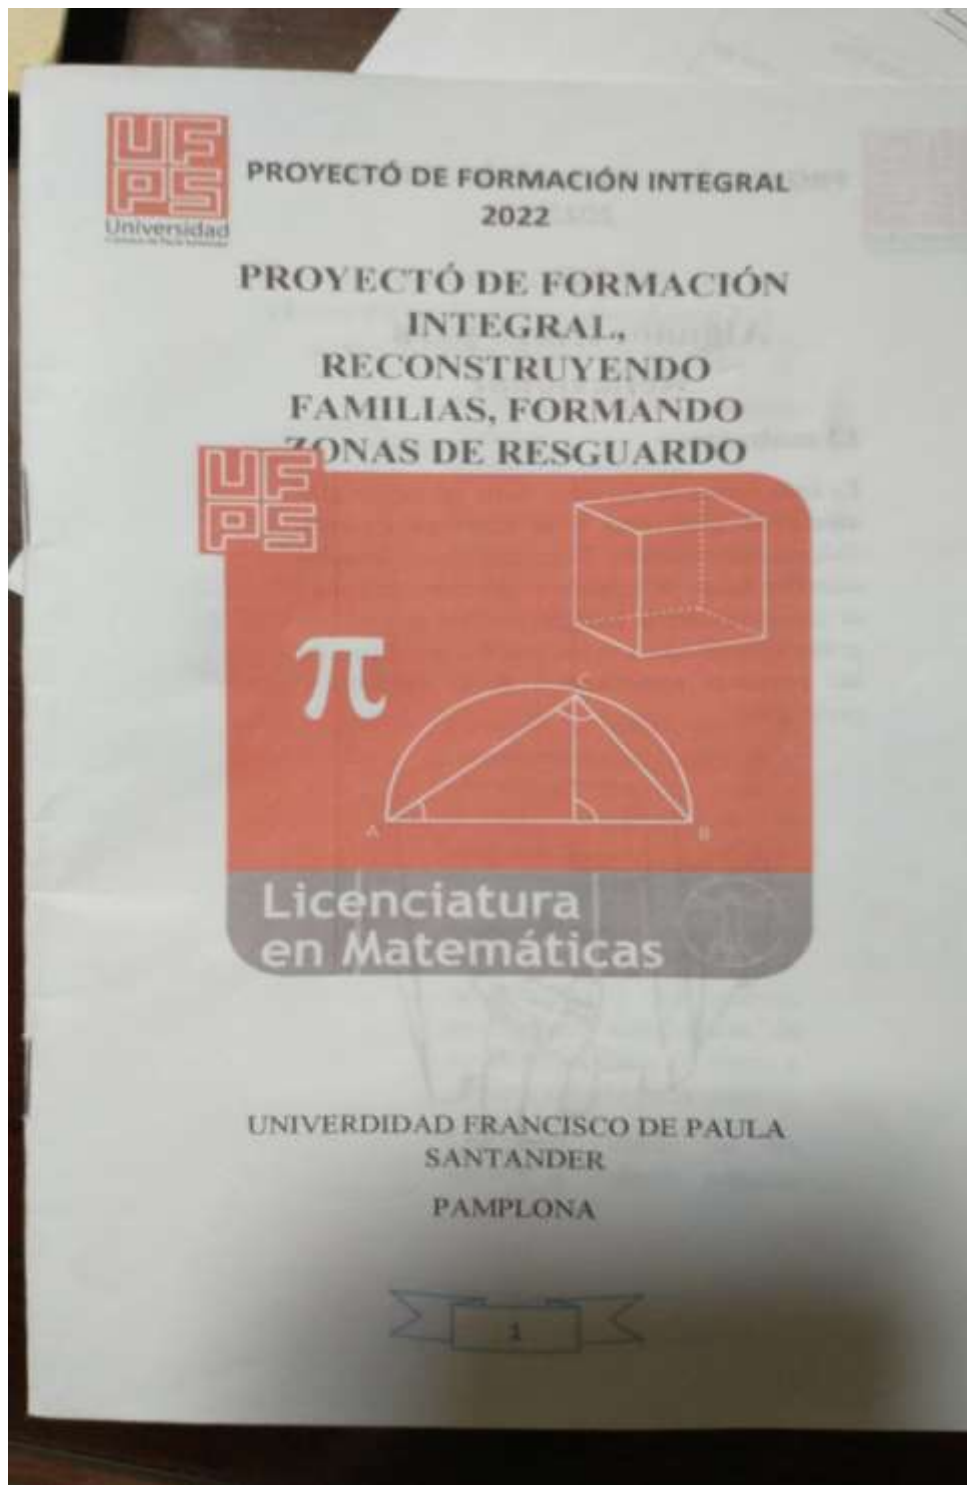 UF
PS
Universidad
PROYECTÓ DE FORMACIÓN INTEGRAL
2022
PROYECTÓ DE FORMACIÓN
INTEGRAL,
RECONSTRUYENDO
FAMILIAS, FORMANDO
ZONAS DE RESGUARDO
UF
PS
π
C
A
B
Licenciatura
en Matemáticas
UNIVERDIDAD FRANCISCO DE PAULA
SANTANDER
PAMPLONA
1